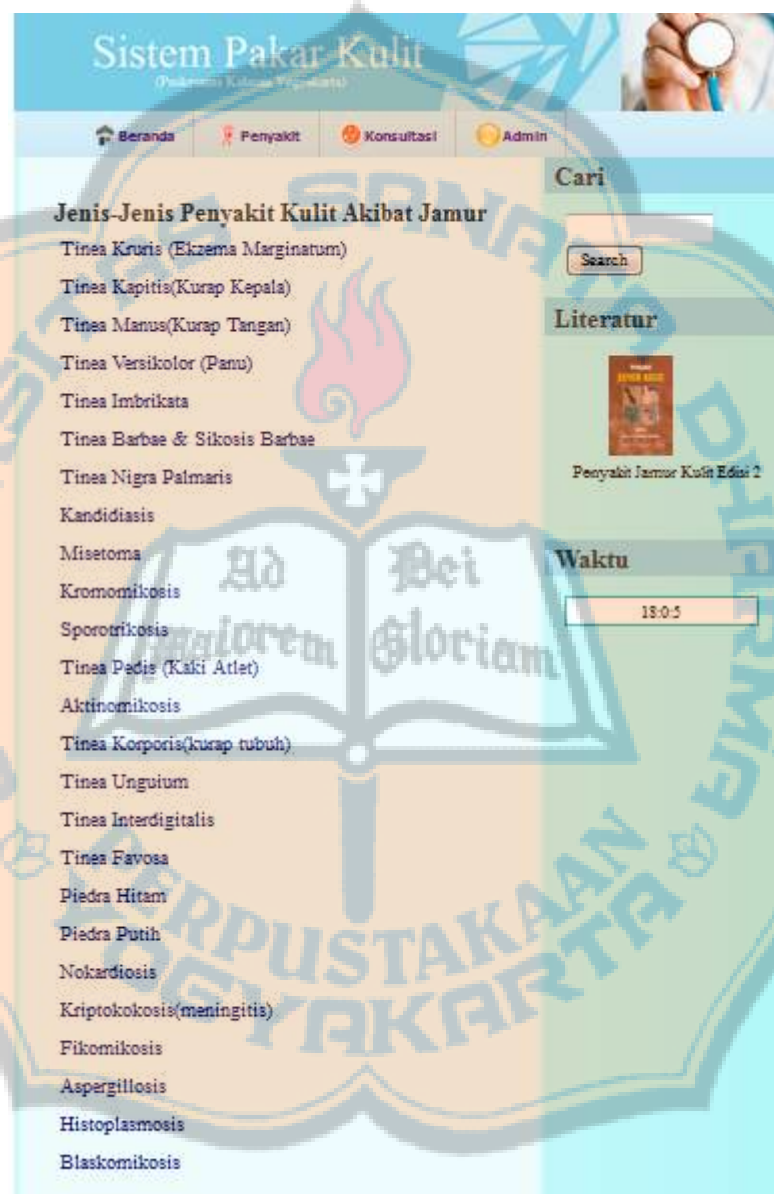 Sistem Pakar Kulit
Beranda Penyakit Konsultasi Admin
Jenis-Jenis Penyakit Kulit Akibat Jamur
Tinea Kruris (Ekzema Marginatum)
Tinea Kapitis(Kurap Kepala)
Tinea Manus(Kurap Tangan)
Tinea Versikolor (Panu)
Tinea Imbrikata
Tinea Barbae & Sikosis Barbae
Tinea Nigra Palmaris
Kandidiasis
Misetoma
Kromomikosis
Sporotrikosis
Tinea Pedis (Kaki Atlet)
Aktinomikosis
Tinea Korporis(kurap tubuh)
Tinea Unguium
Tinea Interdigitalis
Tinea Favosa
Piedra Hitam
Piedra Putih
Nokardiosis
Kriptokokosis(meningitis)
Fikomikosis
Aspergillosis
Histoplasmosis
Blaskomikosis
Cari
Search
Literatur
Penyakit Jamur Kulit Edisi 2
Waktu
18:0:5
SANATA DHARMA
PERPUSTAKAAN
YOGYAKARTA
Ad Dei
maiorem Gloriam